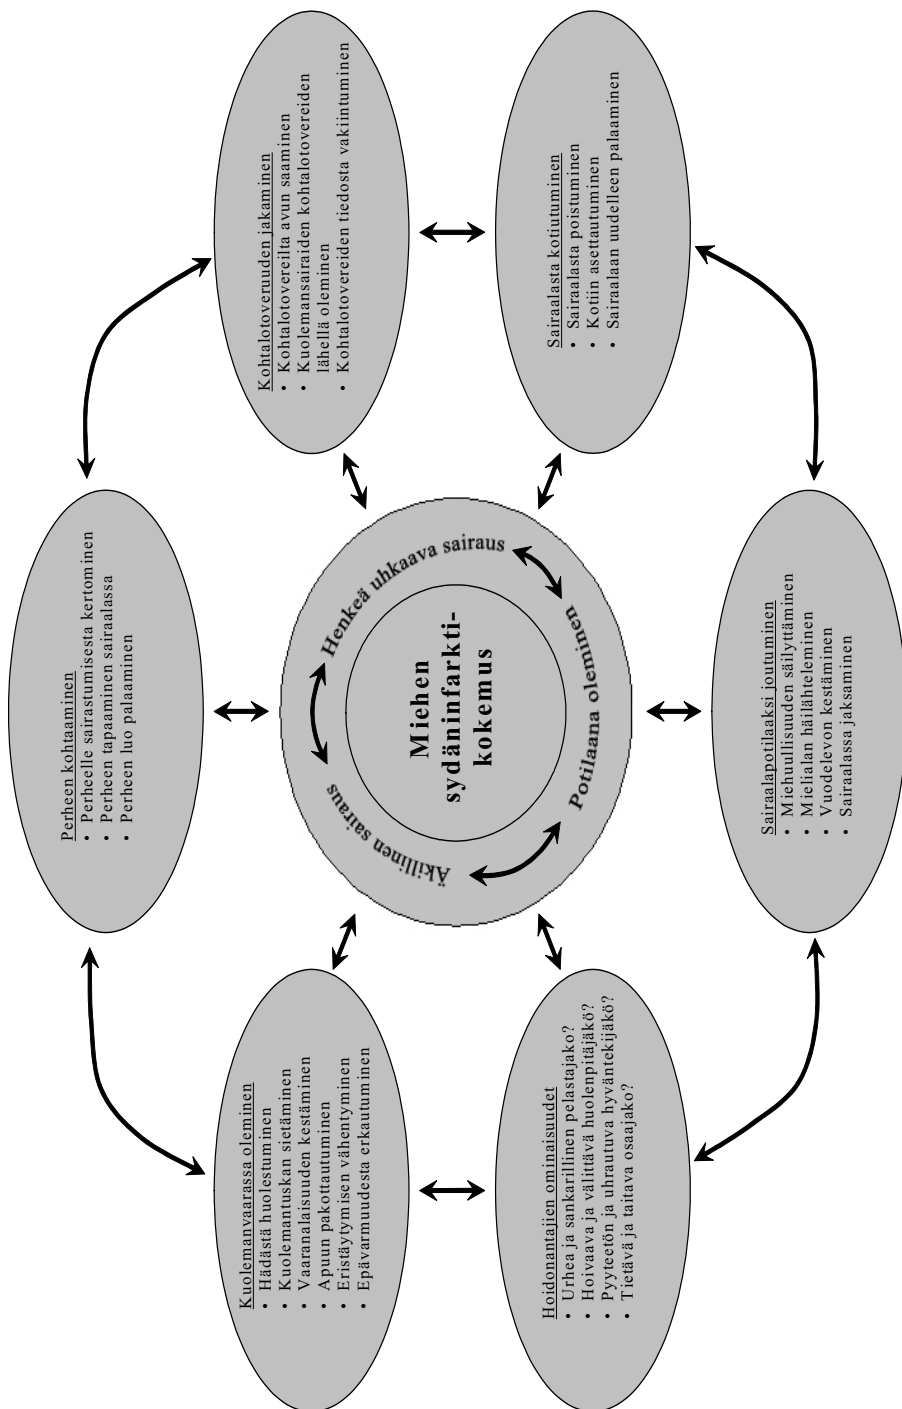 Perheen kohtaaminen
• Perheelle sairastumisesta kertominen
• Perheen tapaaminen sairaalassa
• Perheen luo palaaminen
Kuolemanvaarassa oleminen
• Hädästä huolestuminen
• Kuolemantuskan sietäminen
• Vaaranalaisuuden kestäminen
• Apuun pakottautuminen
• Eristäytymisen vähentyminen
• Epävarmuudesta erkautuminen
Kohtalotoveruuden jakaminen
• Kohtalotovereilta avun saaminen
• Kuolemansairaiden kohtalotovereiden
lähellä oleminen
• Kohtalotovereiden tiedosta vakiintuminen
Äkillinen sairaus
Henkeä uhkaava sairaus
Potilaana oleminen
Miehen
sydäninfarkti-
kokemus
Hoidonantajien ominaisuudet
• Urhea ja sankarillinen pelastajako?
• Hoivaava ja välittävä huolenpitäjäkö?
• Pyyteetön ja uhrautuva hyväntekijäkö?
• Tietävä ja taitava osaajako?
Sairaalasta kotiutuminen
• Sairaalasta poistuminen
• Kotiin asettautuminen
• Sairaalaan uudelleen palaaminen
Sairaalapotilaaksi joutuminen
• Miehuullisuuden säilyttäminen
• Mielialan häilähteleminen
• Vuodelevon kestäminen
• Sairaalassa jaksaminen